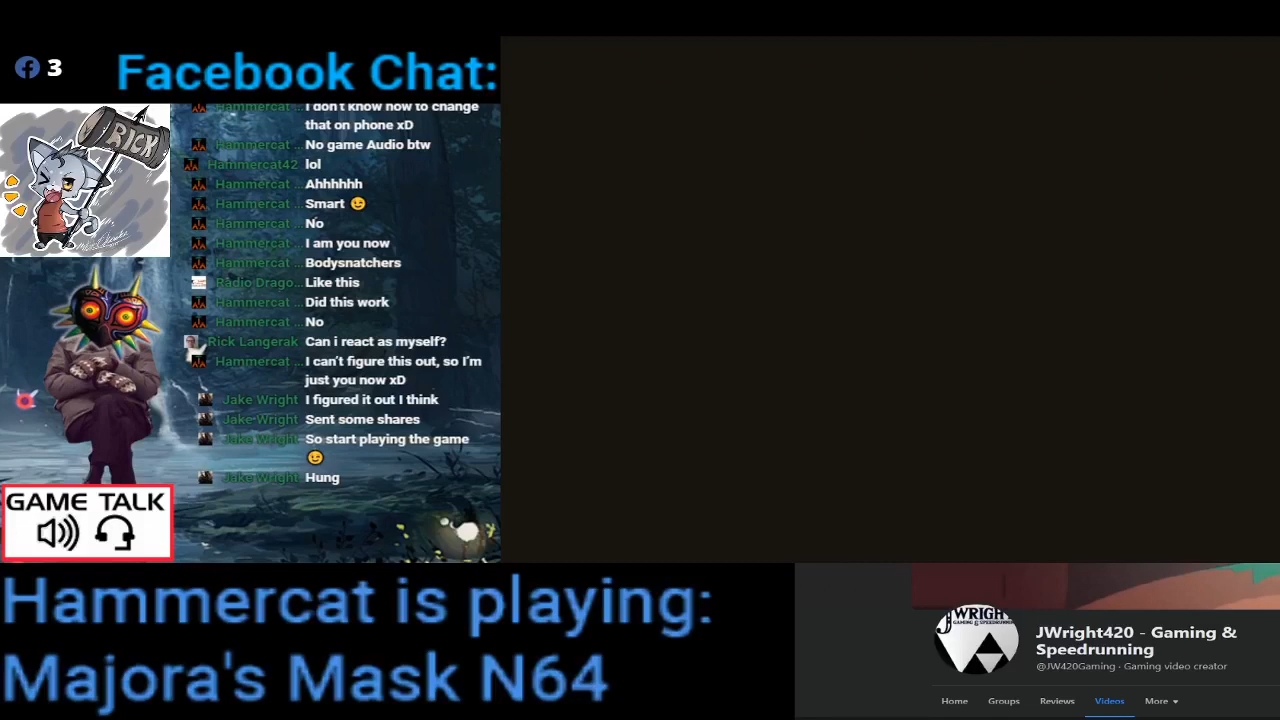 3
Facebook Chat:
RICK
Hammercat ... I don't know how to change
that on phone xD
Hammercat ... No game Audio btw
Hammercat42 lol
Hammercat ... Ahhhhhh
Hammercat ... Smart 😉
Hammercat ... No
Hammercat ... I am you now
Hammercat ... Bodysnatchers
Radio Drago... Like this
Hammercat ... Did this work
Hammercat ... No
Rick Langerak Can i react as myself?
Hammercat ... I can't figure this out, so I'm
just you now xD
Jake Wright I figured it out I think
Jake Wright Sent some shares
Jake Wright So start playing the game
😉
Jake Wright Hung
GAME TALK
Hammercat is playing:
Majora's Mask N64
JWRIGHT
GAMING & SPEEDRUNNING
JWright420 - Gaming &
Speedrunning
@JW420Gaming · Gaming video creator
Home Groups Reviews Videos More